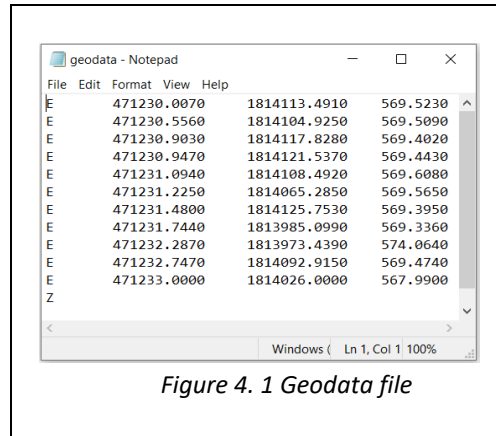 geodata - Notepad
File Edit Format View Help
E 471230.0070 1814113.4910 569.5230
E 471230.5560 1814104.9250 569.5090
E 471230.9030 1814117.8280 569.4020
E 471230.9470 1814121.5370 569.4430
E 471231.0940 1814108.4920 569.6080
E 471231.2250 1814065.2850 569.5650
E 471231.4800 1814125.7530 569.3950
E 471231.7440 1813985.0990 569.3360
E 471232.2870 1813973.4390 574.0640
E 471232.7470 1814092.9150 569.4740
E 471233.0000 1814026.0000 567.9900
Z
Windows ( Ln 1, Col 1 100%
Figure 4. 1 Geodata file